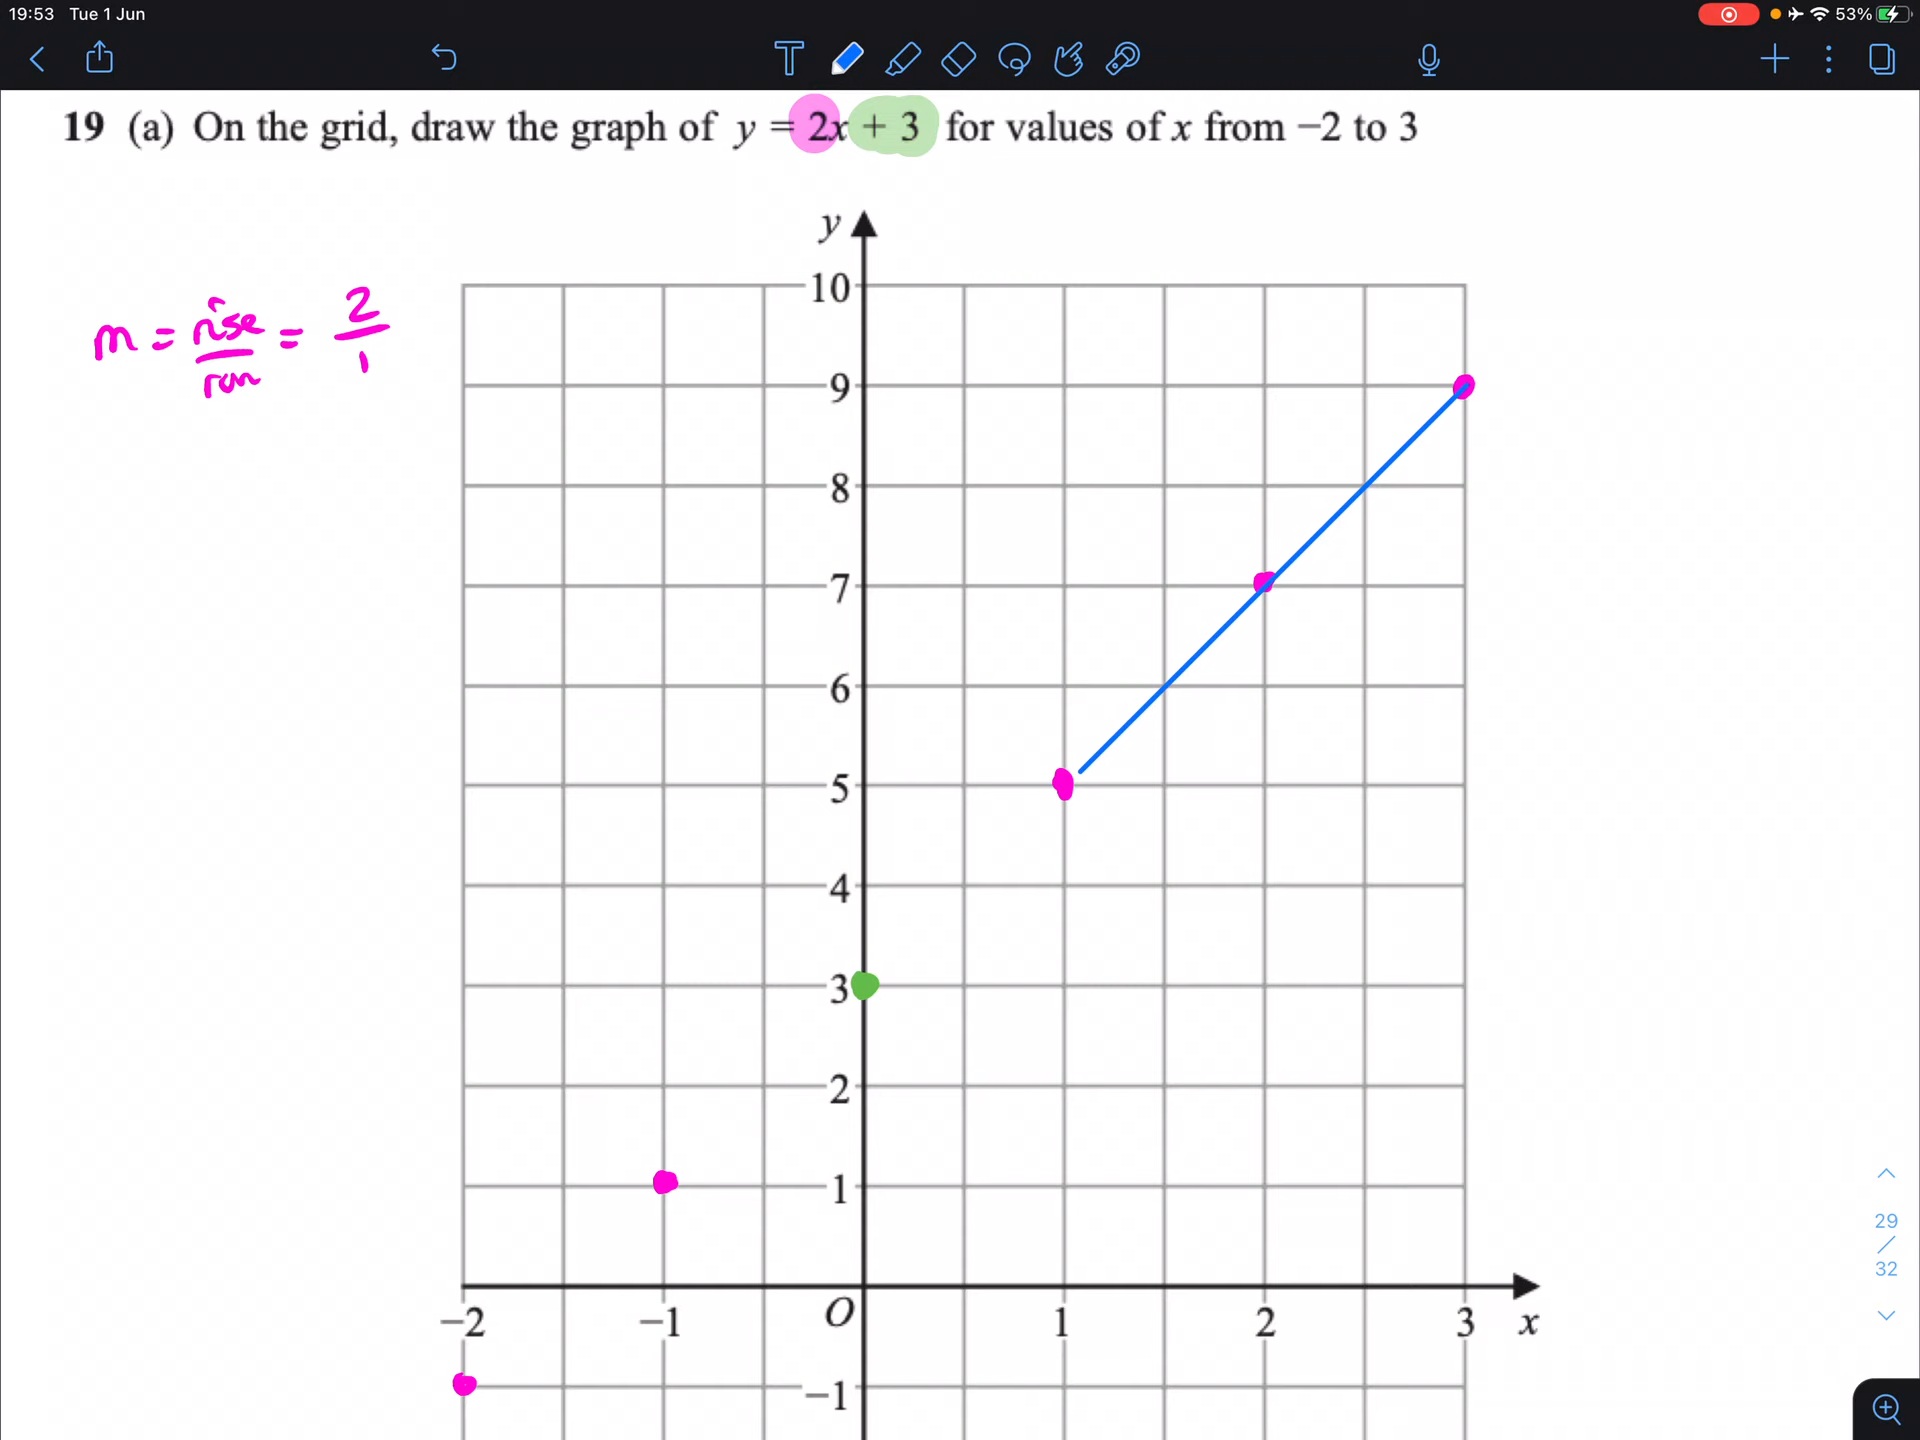 19:53 Tue 1 Jun 53%
T
19 (a) On the grid, draw the graph of y = 2x + 3 for values of x from −2 to 3
y
10
m = rise = 2
run 1
9
8
7
6
5
4
3
2
1
29
/
32
−2 −1 O 1 2 3 x
−1